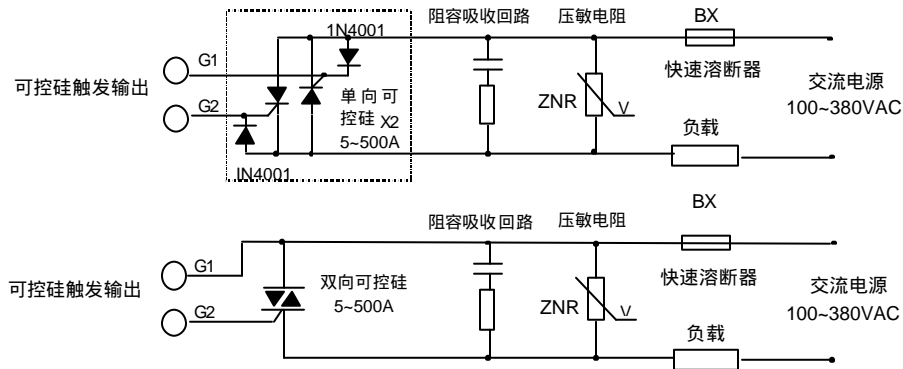 阻容吸收回路
压敏电阻
BX
1N4001
G1
可控硅触发输出
G2
单向可
控硅 X2
5~500A
IN4001
ZNR
V
快速溶断器
负载
交流电源
100~380VAC
阻容吸收回路
压敏电阻
BX
G1
可控硅触发输出
G2
双向可控硅
5~500A
ZNR
V
快速溶断器
负载
交流电源
100~380VAC